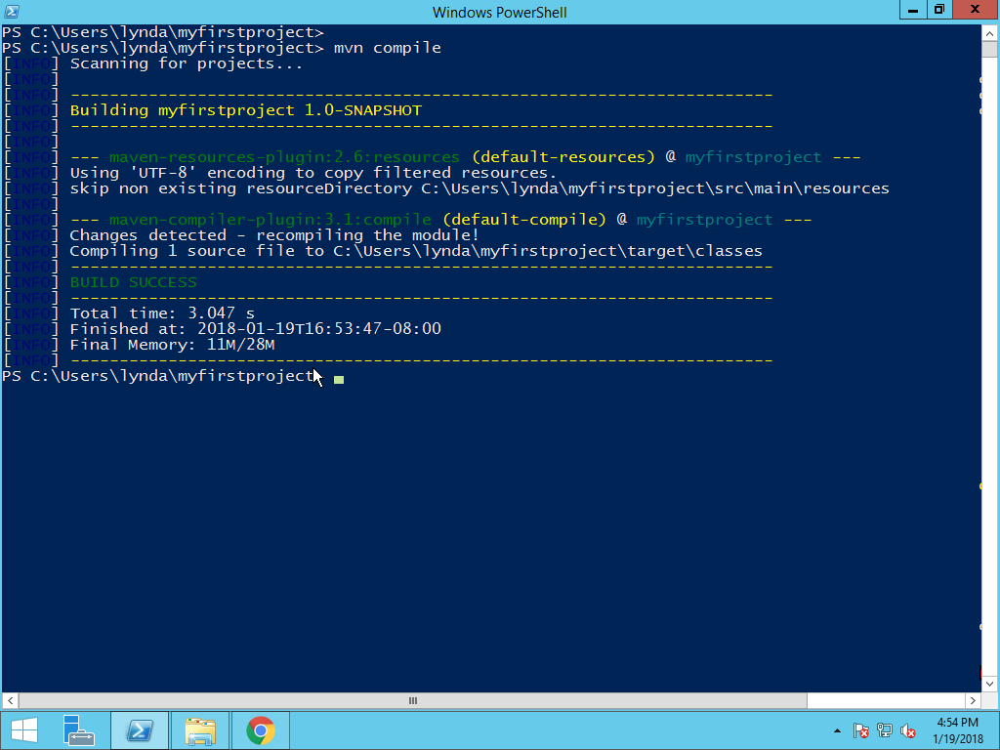 Windows PowerShell
PS C:\Users\lynda\myfirstproject>
PS C:\Users\lynda\myfirstproject> mvn compile
[INFO] Scanning for projects...
[INFO]
[INFO] ------------------------------------------------------------------------
[INFO] Building myfirstproject 1.0-SNAPSHOT
[INFO] ------------------------------------------------------------------------
[INFO]
[INFO] --- maven-resources-plugin:2.6:resources (default-resources) @ myfirstproject ---
[INFO] Using 'UTF-8' encoding to copy filtered resources.
[INFO] skip non existing resourceDirectory C:\Users\lynda\myfirstproject\src\main\resources
[INFO]
[INFO] --- maven-compiler-plugin:3.1:compile (default-compile) @ myfirstproject ---
[INFO] Changes detected - recompiling the module!
[INFO] Compiling 1 source file to C:\Users\lynda\myfirstproject\target\classes
[INFO] ------------------------------------------------------------------------
[INFO] BUILD SUCCESS
[INFO] ------------------------------------------------------------------------
[INFO] Total time: 3.047 s
[INFO] Finished at: 2018-01-19T16:53:47-08:00
[INFO] Final Memory: 11M/28M
[INFO] ------------------------------------------------------------------------
PS C:\Users\lynda\myfirstproject>
4:54 PM
1/19/2018